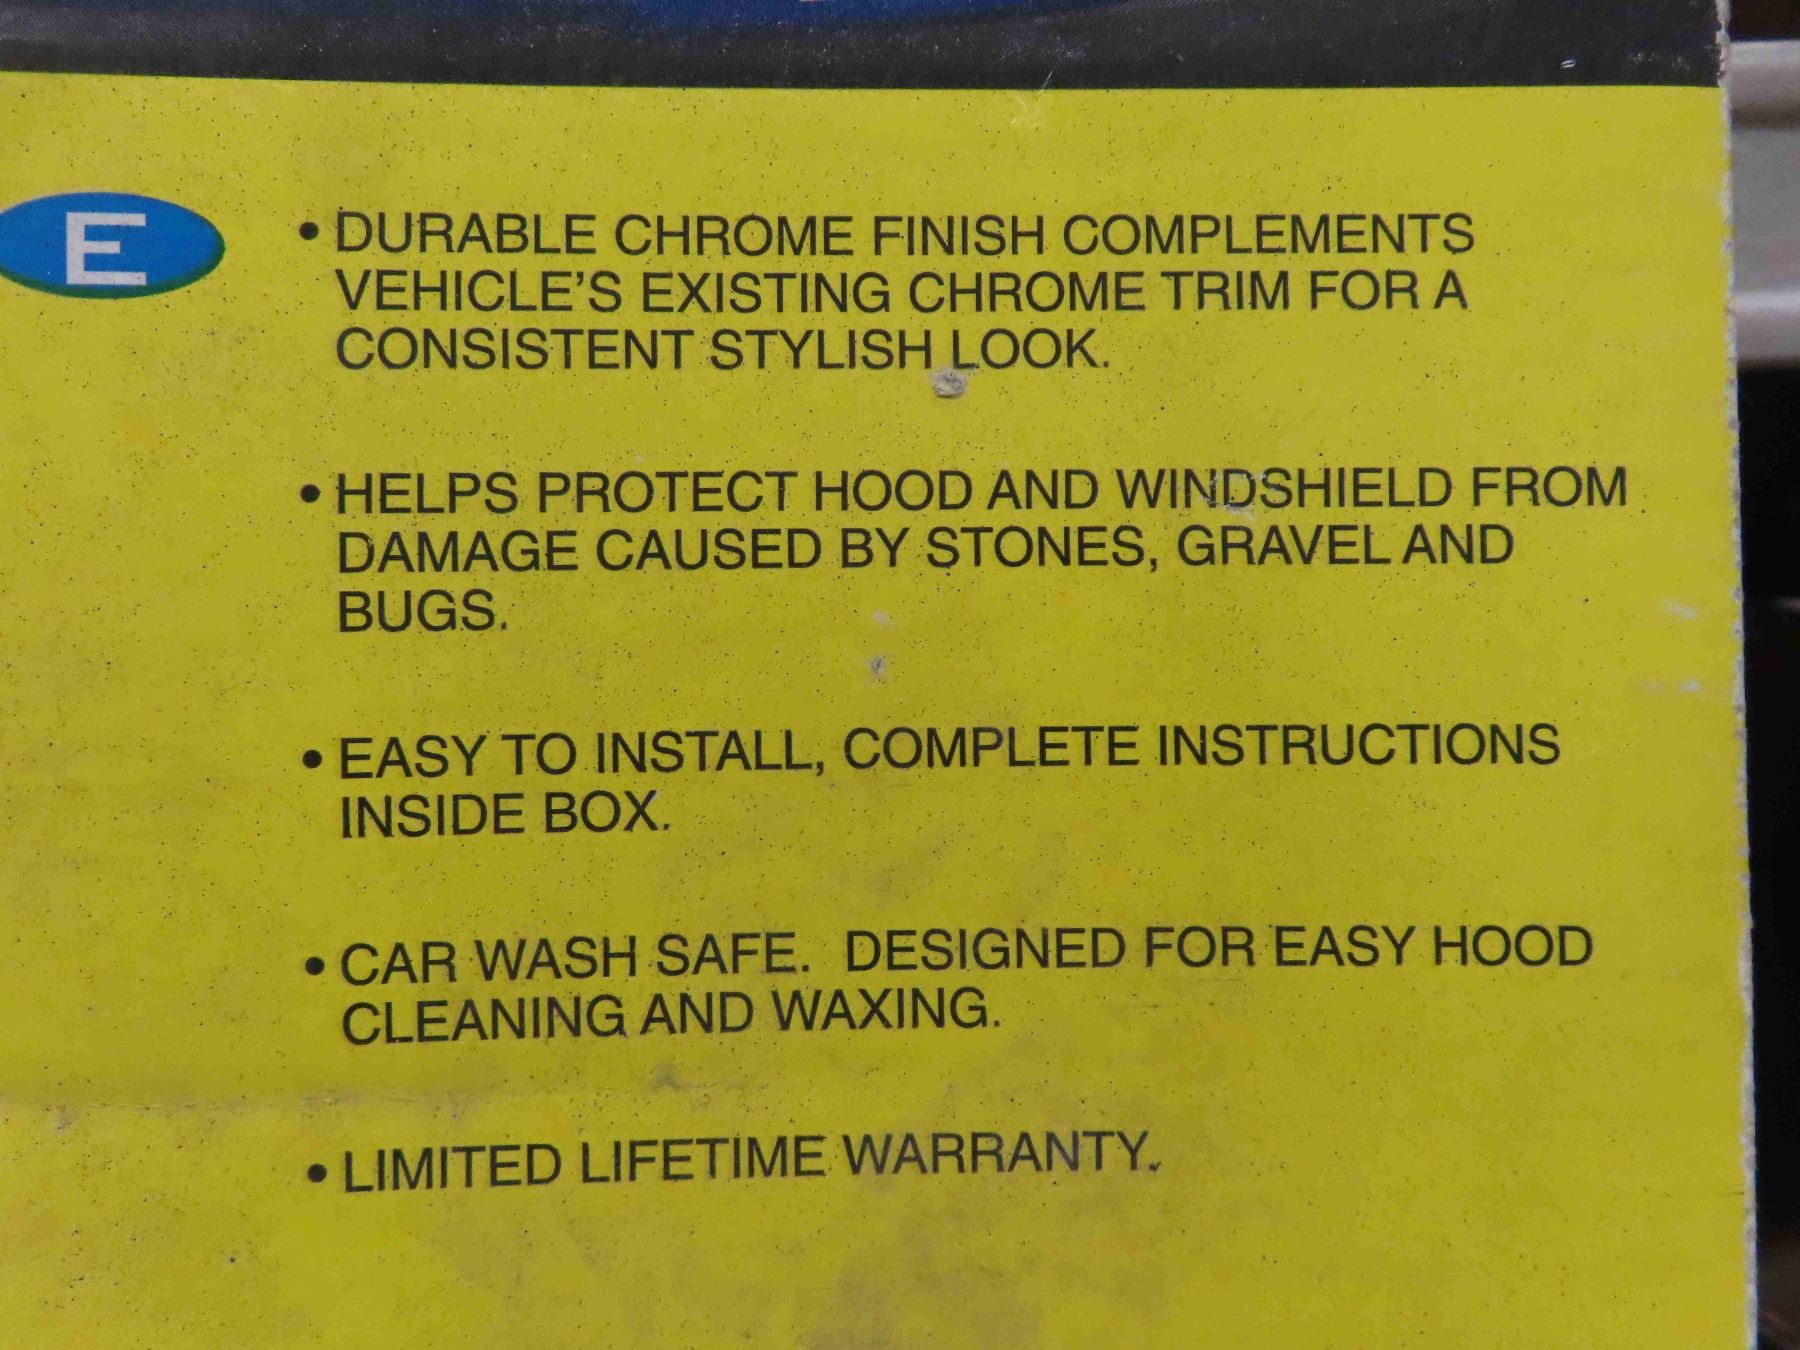 E
• DURABLE CHROME FINISH COMPLEMENTS
VEHICLE'S EXISTING CHROME TRIM FOR A
CONSISTENT STYLISH LOOK.
• HELPS PROTECT HOOD AND WINDSHIELD FROM
DAMAGE CAUSED BY STONES, GRAVEL AND
BUGS.
• EASY TO INSTALL, COMPLETE INSTRUCTIONS
INSIDE BOX.
• CAR WASH SAFE. DESIGNED FOR EASY HOOD
CLEANING AND WAXING.
• LIMITED LIFETIME WARRANTY.